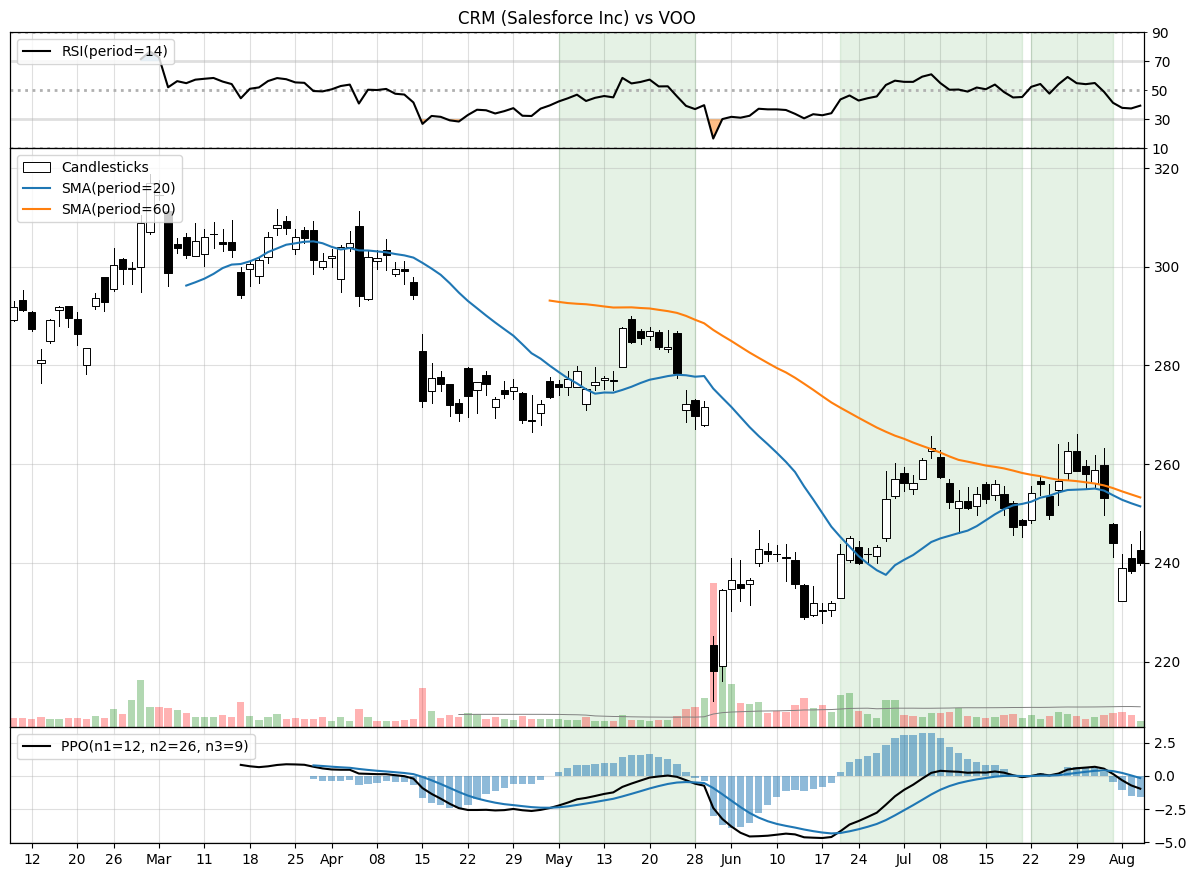 CRM (Salesforce Inc) vs VOO
RSI(period=14)
90
70
50
30
10
Candlesticks
SMA(period=20)
SMA(period=60)
320
300
280
260
240
220
PPO(n1=12, n2=26, n3=9)
2.5
0.0
−2.5
−5.0
12 20 26 Mar 11 18 25 Apr 08 15 22 29 May 13 20 28 Jun 10 17 24 Jul 08 15 22 29 Aug